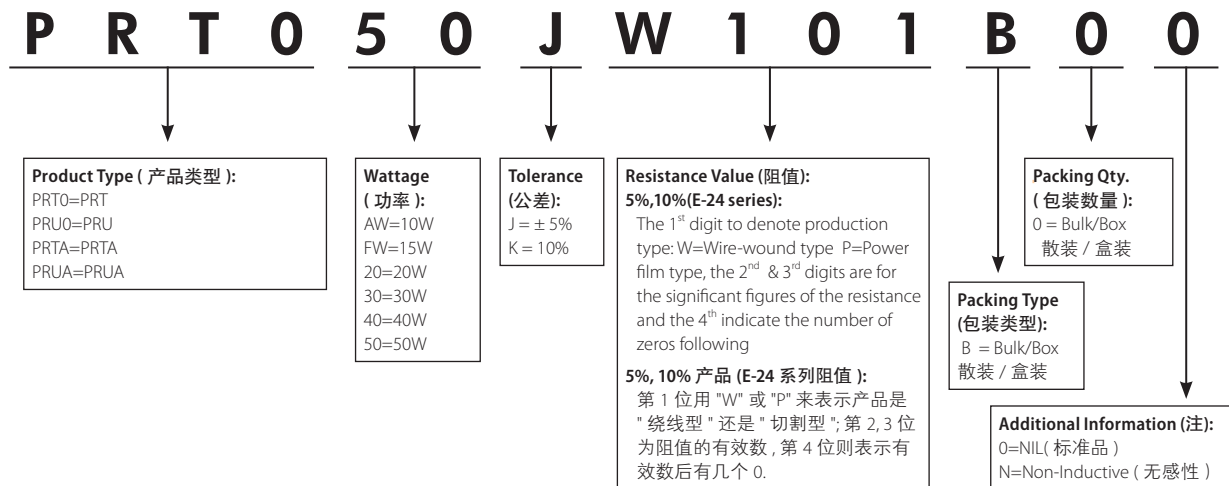 P R T 0 5 0 J W 1 0 1 B 0 0
Product Type ( 产品类型 ):
PRT0=PRT
PRU0=PRU
PRTA=PRTA
PRUA=PRUA
Wattage
( 功率 ):
AW=10W
FW=15W
20=20W
30=30W
40=40W
50=50W
Tolerance
(公差):
J = ± 5%
K = 10%
Resistance Value (阻值):
5%,10%(E-24 series):
The 1st digit to denote production
type: W=Wire-wound type P=Power
film type, the 2nd & 3rd digits are for
the significant figures of the resistance
and the 4th indicate the number of
zeros following
5%, 10% 产品 (E-24 系列阻值 ):
第 1 位用 "W" 或 "P" 来表示产品是
" 绕线型 " 还是 " 切割型 "; 第 2, 3 位
为阻值的有效数 , 第 4 位则表示有
效数后有几个 0.
Packing Type
(包装类型):
B = Bulk/Box
散装 / 盒装
Packing Qty.
( 包装数量 ):
0 = Bulk/Box
散装 / 盒装
Additional Information (注):
0=NIL( 标准品 )
N=Non-Inductive ( 无感性 )